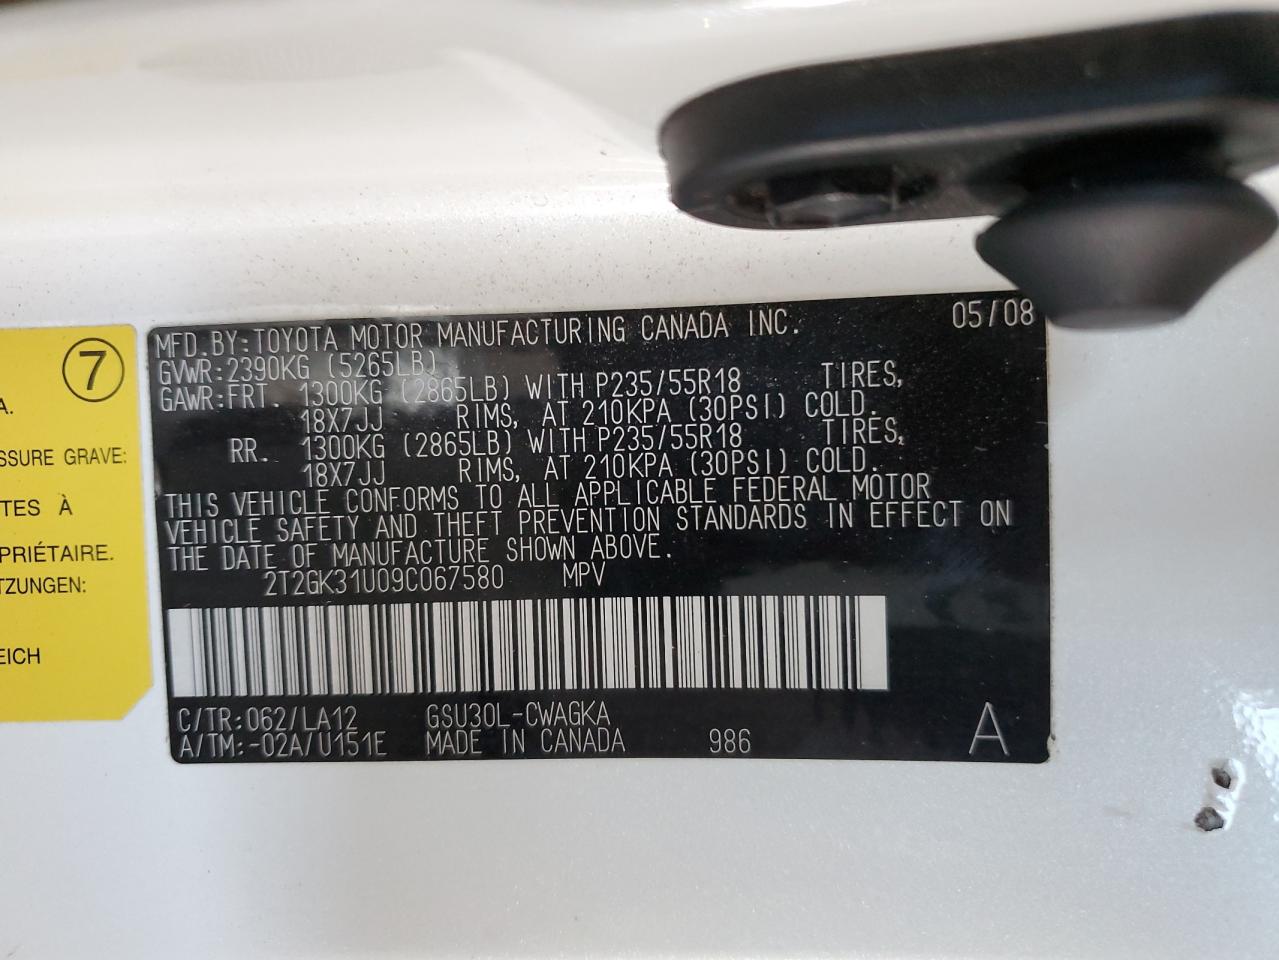 7
A.
SSURE GRAVE:
TES À
PRIÉTAIRE.
TZUNGEN:
EICH
05/08
MFD.BY:TOYOTA MOTOR MANUFACTURING CANADA INC.
GVWR:2390KG (5265LB)
GAWR:FRT. 1300KG (2865LB) WITH P235/55R18 TIRES,
18X7JJ RIMS, AT 210KPA (30PSI) COLD.
RR. 1300KG (2865LB) WITH P235/55R18 TIRES,
18X7JJ RIMS, AT 210KPA (30PSI) COLD.
THIS VEHICLE CONFORMS TO ALL APPLICABLE FEDERAL MOTOR
VEHICLE SAFETY AND THEFT PREVENTION STANDARDS IN EFFECT ON
THE DATE OF MANUFACTURE SHOWN ABOVE.
2T2GK31U09C067580 MPV
C/TR:062/LA12 GSU30L-CWAGKA
A/TM:-02A/U151E MADE IN CANADA 986 A